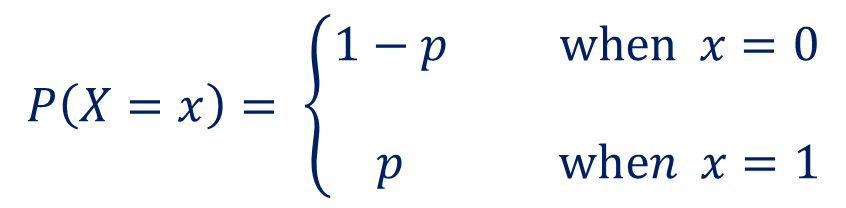 1 − p when x = 0
P(X = x) =
p when x = 1